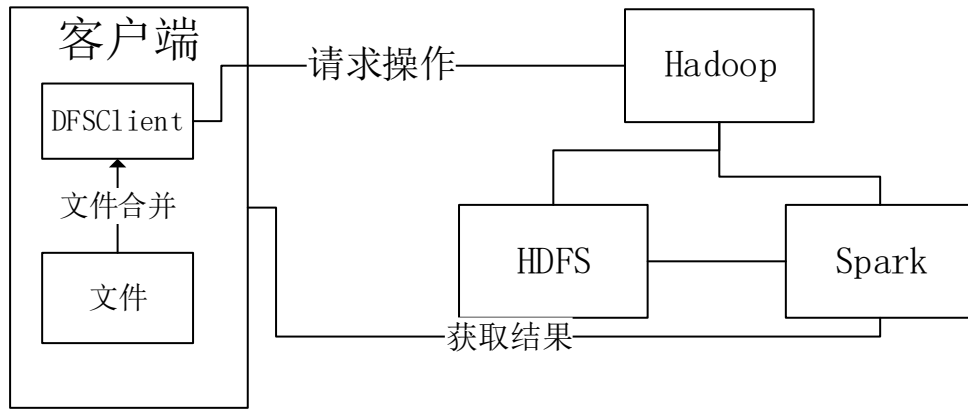 客户端
请求操作
Hadoop
DFSClient
文件合并
文件
HDFS
Spark
获取结果